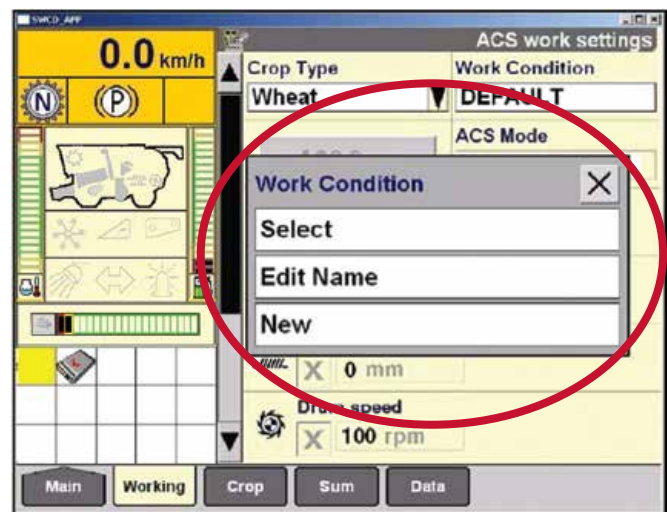 SWCD_APP
0.0 km/h
ACS work settings
N
(P)
Crop Type
Work Condition
Wheat
DEFAULT
ACS Mode
Work Condition
X
Select
Edit Name
New
X 0 mm
Drum speed
X 100 rpm
Main
Working
Crop
Sum
Data